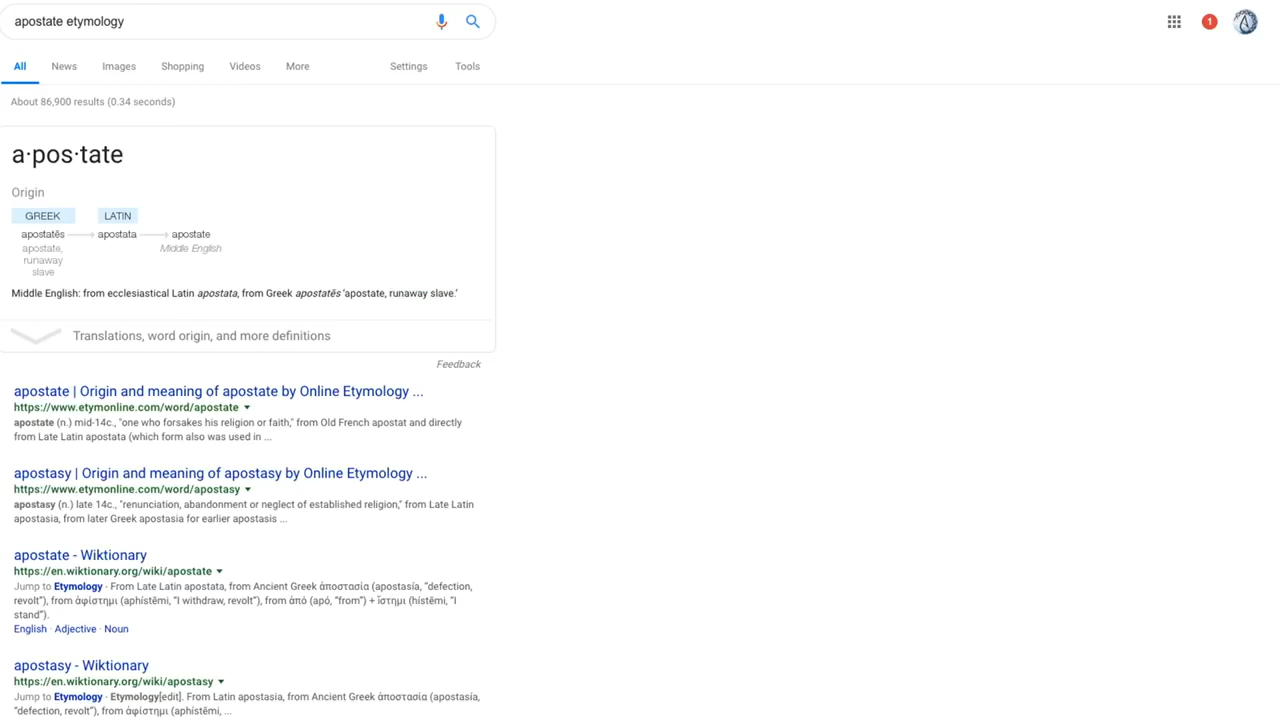 apostate etymology
1
All News Images Shopping Videos More Settings Tools
About 86,900 results (0.34 seconds)
a·pos·tate
Origin
GREEK LATIN
apostatēs apostata apostate
apostate, Middle English
runaway
slave
Middle English: from ecclesiastical Latin apostata, from Greek apostatēs ‘apostate, runaway slave.’
Translations, word origin, and more definitions
Feedback
apostate | Origin and meaning of apostate by Online Etymology ...
https://www.etymonline.com/word/apostate
apostate (n.) mid-14c., "one who forsakes his religion or faith," from Old French apostat and directly
from Late Latin apostata (which form also was used in ...
apostasy | Origin and meaning of apostasy by Online Etymology ...
https://www.etymonline.com/word/apostasy
apostasy (n.) late 14c., "renunciation, abandonment or neglect of established religion," from Late Latin
apostasia, from later Greek apostasia for earlier apostasis ...
apostate - Wiktionary
https://en.wiktionary.org/wiki/apostate
Jump to Etymology - From Late Latin apostata, from Ancient Greek ἀποστασία (apostasía, “defection,
revolt”), from ἀφίστημι (aphístēmi, “I withdraw, revolt”), from ἀπό (apó, “from”) + ἵστημι (hístēmi, “I
stand”).
English · Adjective · Noun
apostasy - Wiktionary
https://en.wiktionary.org/wiki/apostasy
Jump to Etymology - Etymology[edit]. From Latin apostasia, from Ancient Greek ἀποστασία (apostasía,
“defection, revolt”), from ἀφίστημι (aphístēmi, ...